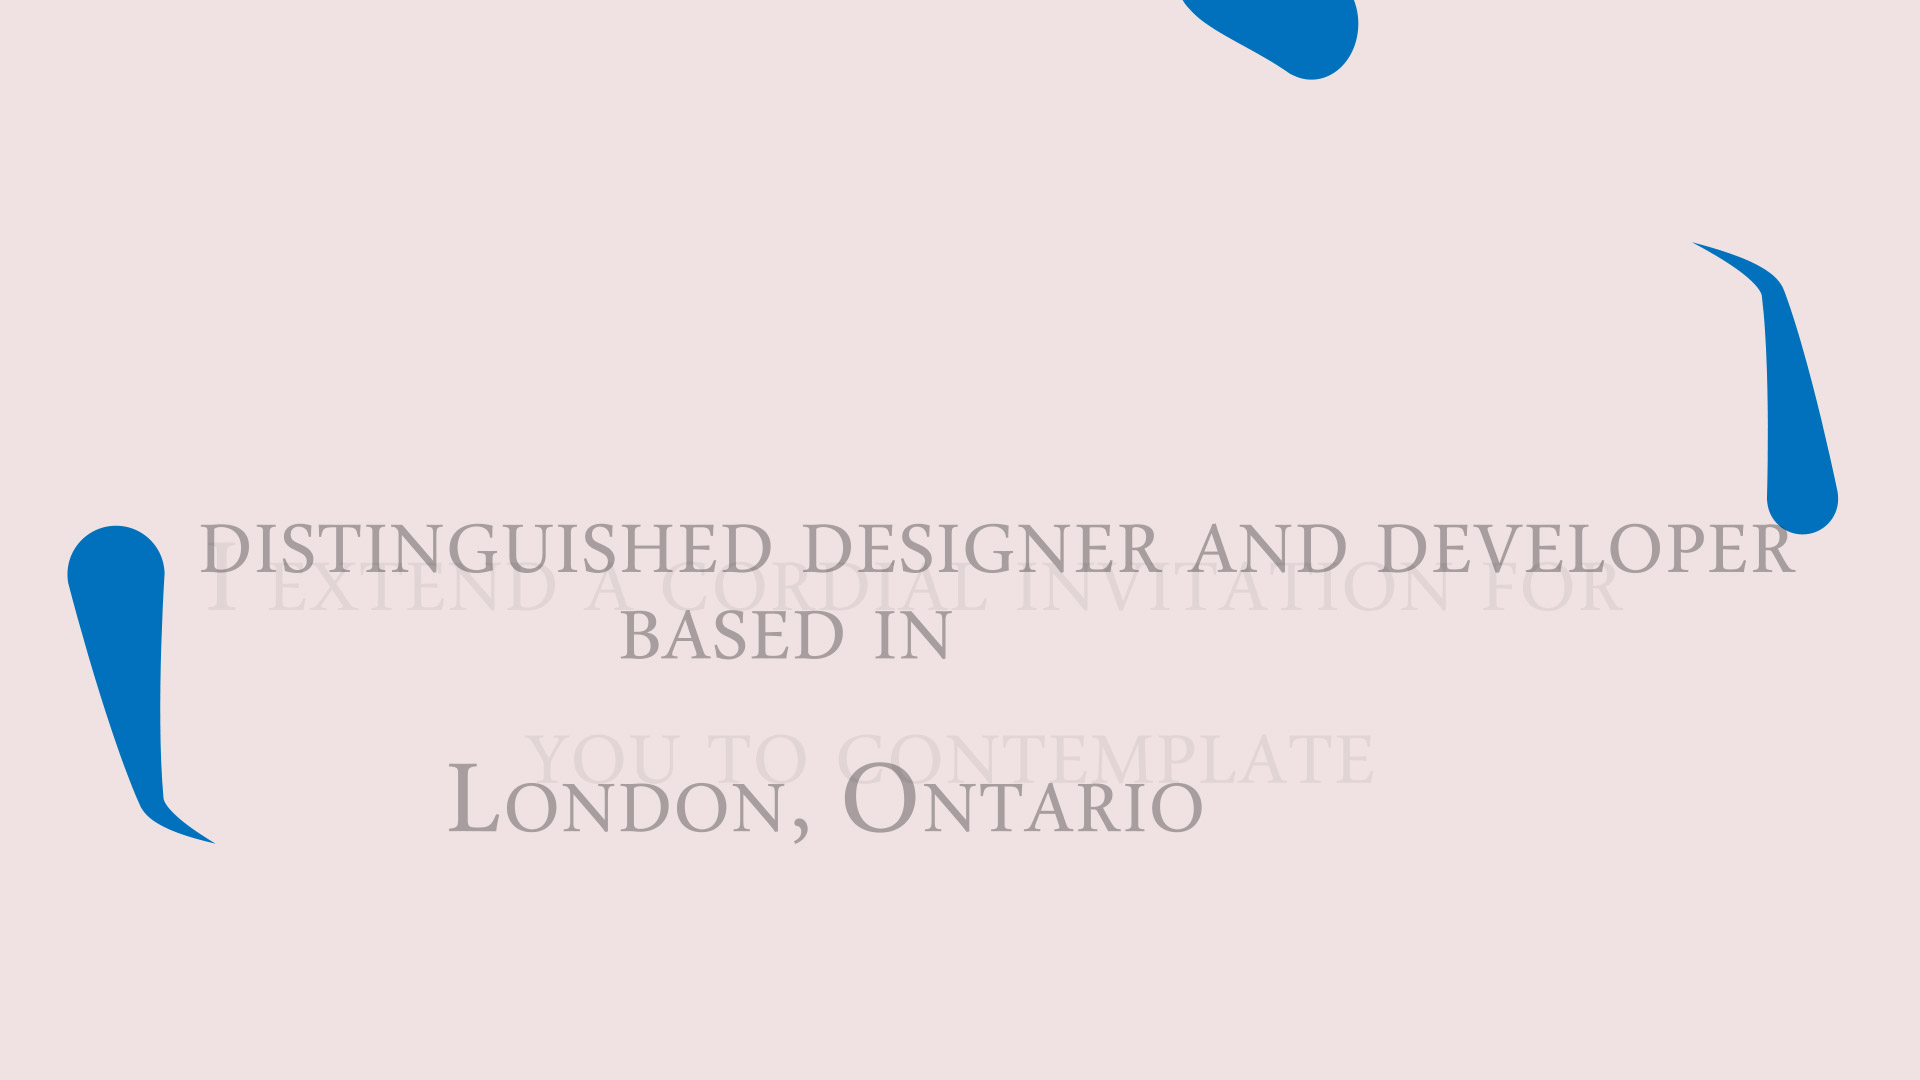 distinguished designer and developer
I extend a cordial invitation for
based in
you to contemplate
London, Ontario